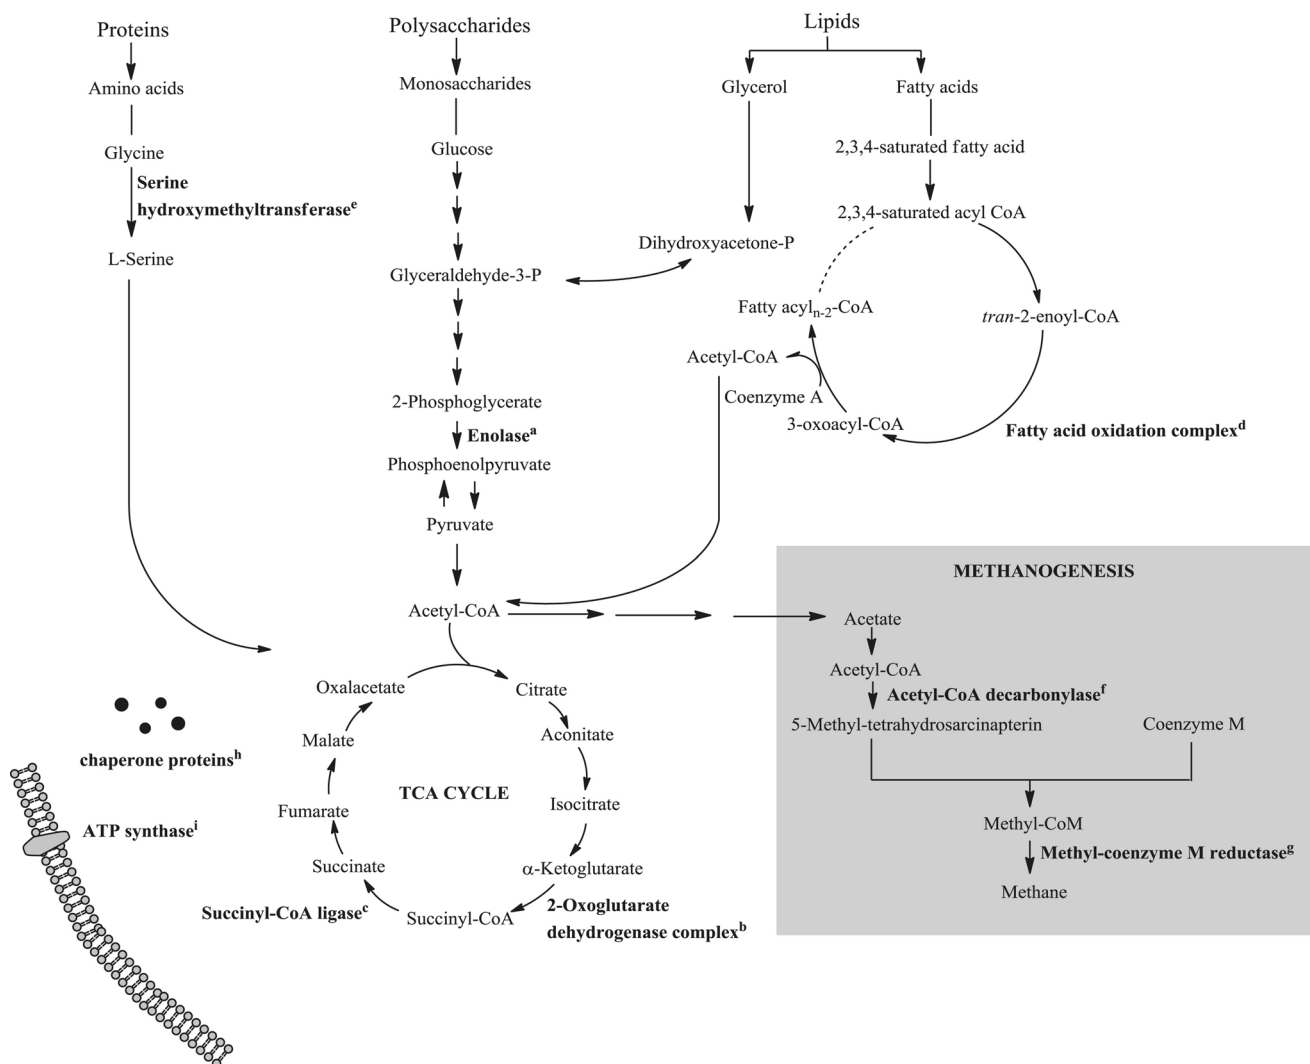 Proteins
Polysaccharides
Lipids
Amino acids
Monosaccharides
Glycerol
Fatty acids
Glycine
Glucose
2,3,4-saturated fatty acid
Serine
hydroxymethyltransferase^e
2,3,4-saturated acyl CoA
L-Serine
Dihydroxyacetone-P
Glyceraldehyde-3-P
Fatty acyl_n-2-CoA
tran-2-enoyl-CoA
Acetyl-CoA
Coenzyme A
3-oxoacyl-CoA
Fatty acid oxidation complex^d
2-Phosphoglycerate
Enolase^a
Phosphoenolpyruvate
Pyruvate
Acetyl-CoA
METHANOGENESIS
Acetate
Acetyl-CoA
Acetyl-CoA decarbonylase^f
5-Methyl-tetrahydrosarcinapterin
Coenzyme M
Methyl-CoM
Methyl-coenzyme M reductase^g
Methane
Oxalacetate
Citrate
Malate
Aconitate
TCA CYCLE
Fumarate
Isocitrate
Succinate
α-Ketoglutarate
Succinyl-CoA ligase^c
Succinyl-CoA
2-Oxoglutarate
dehydrogenase complex^b
chaperone proteins^h
ATP synthase^i